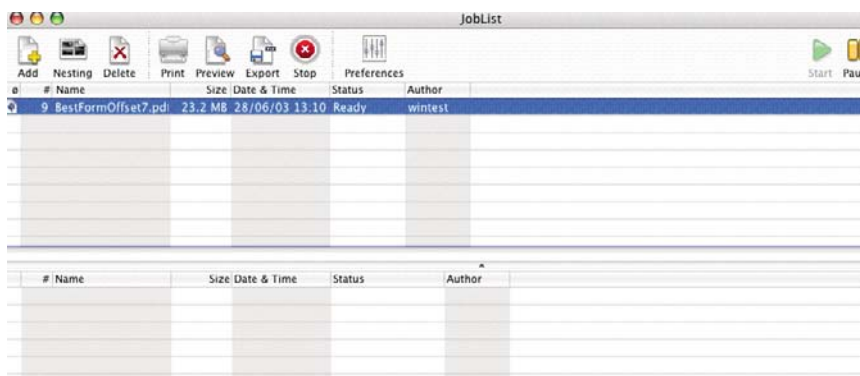 JobList
Add Nesting Delete Print Preview Export Stop Preferences Start Pau
ø # Name Size Date & Time Status Author
9 BestFormOffset7.pdf 23.2 MB 28/06/03 13:10 Ready wintest
# Name Size Date & Time Status Author